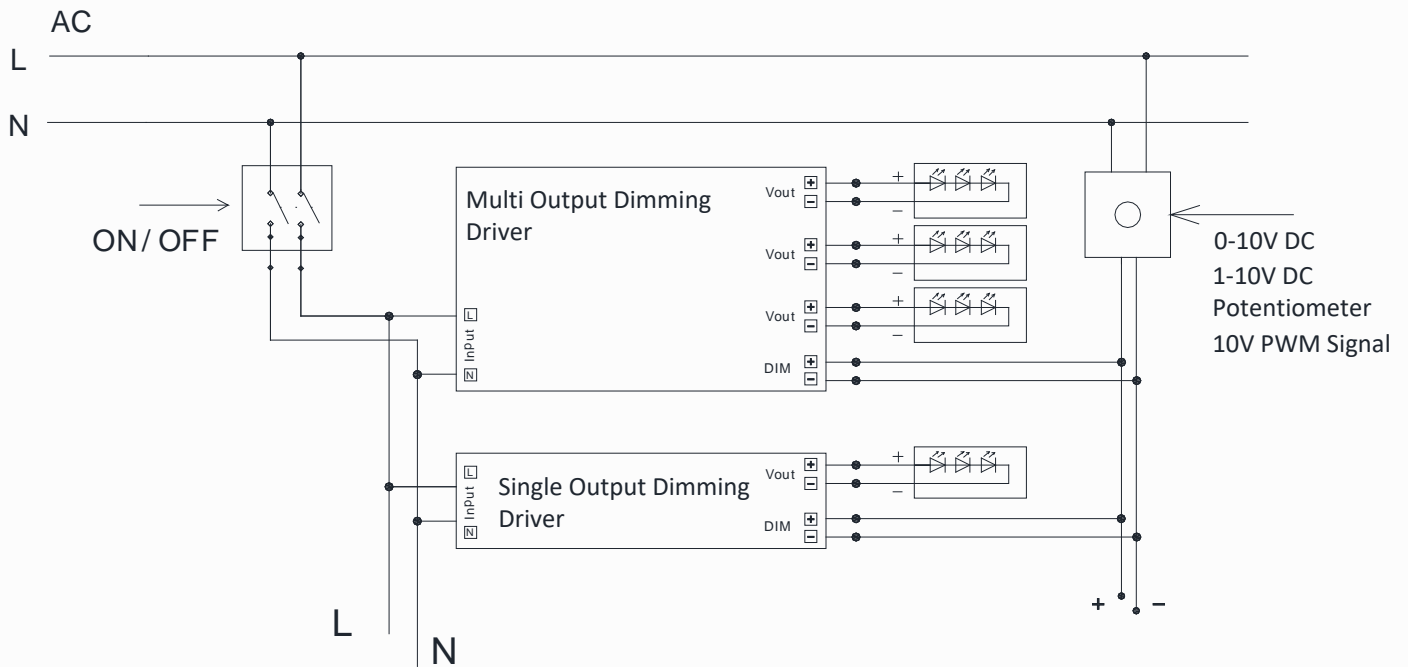 AC
L
N
ON/ OFF
Multi Output Dimming
Driver
Vout
+
−
+
−
Vout
+
−
+
−
Vout
+
−
+
−
L
InPut
N
DIM
+
−
0-10V DC
1-10V DC
Potentiometer
10V PWM Signal
Single Output Dimming
Driver
L
InPut
N
Vout
+
−
+
−
DIM
+
−
L
N
+
−